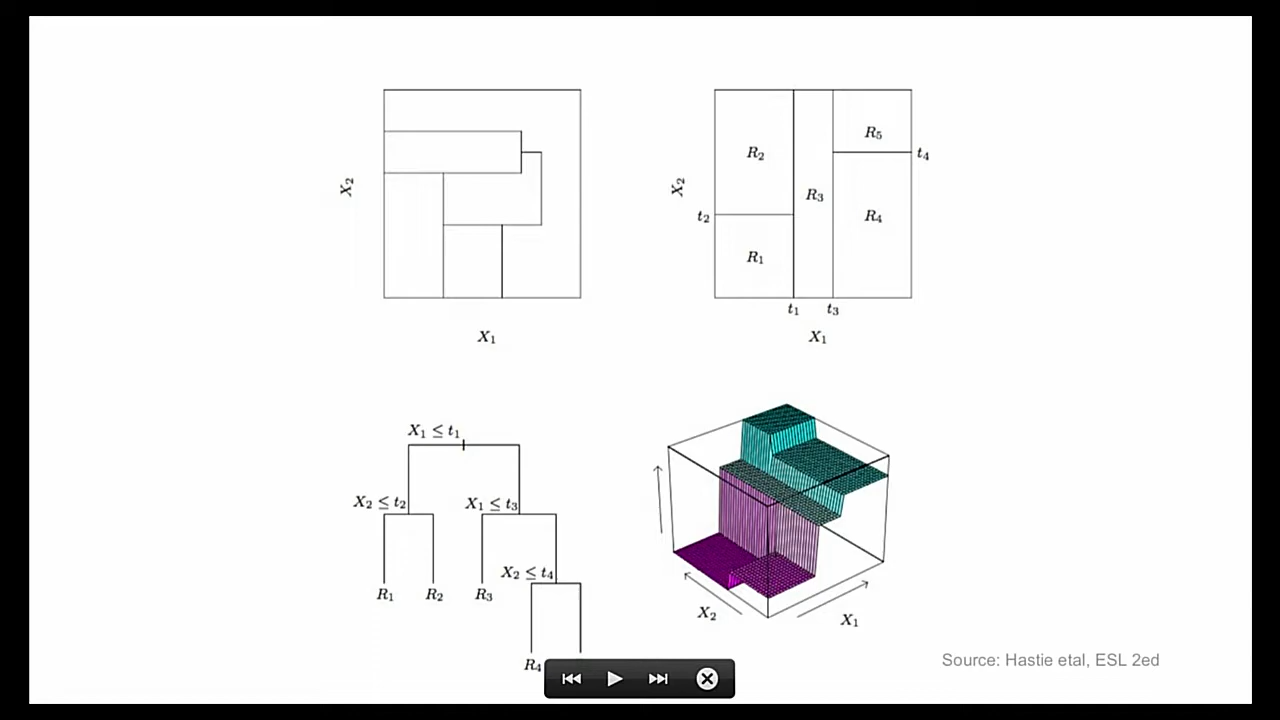 X₂
X₁
R₂
R₅
t₄
X₂
R₃
t₂
R₄
R₁
t₁
t₃
X₁
X₁ ≤ t₁
X₂ ≤ t₂
X₁ ≤ t₃
X₂ ≤ t₄
R₁
R₂
R₃
R₄
X₂
X₁
Source: Hastie etal, ESL 2ed